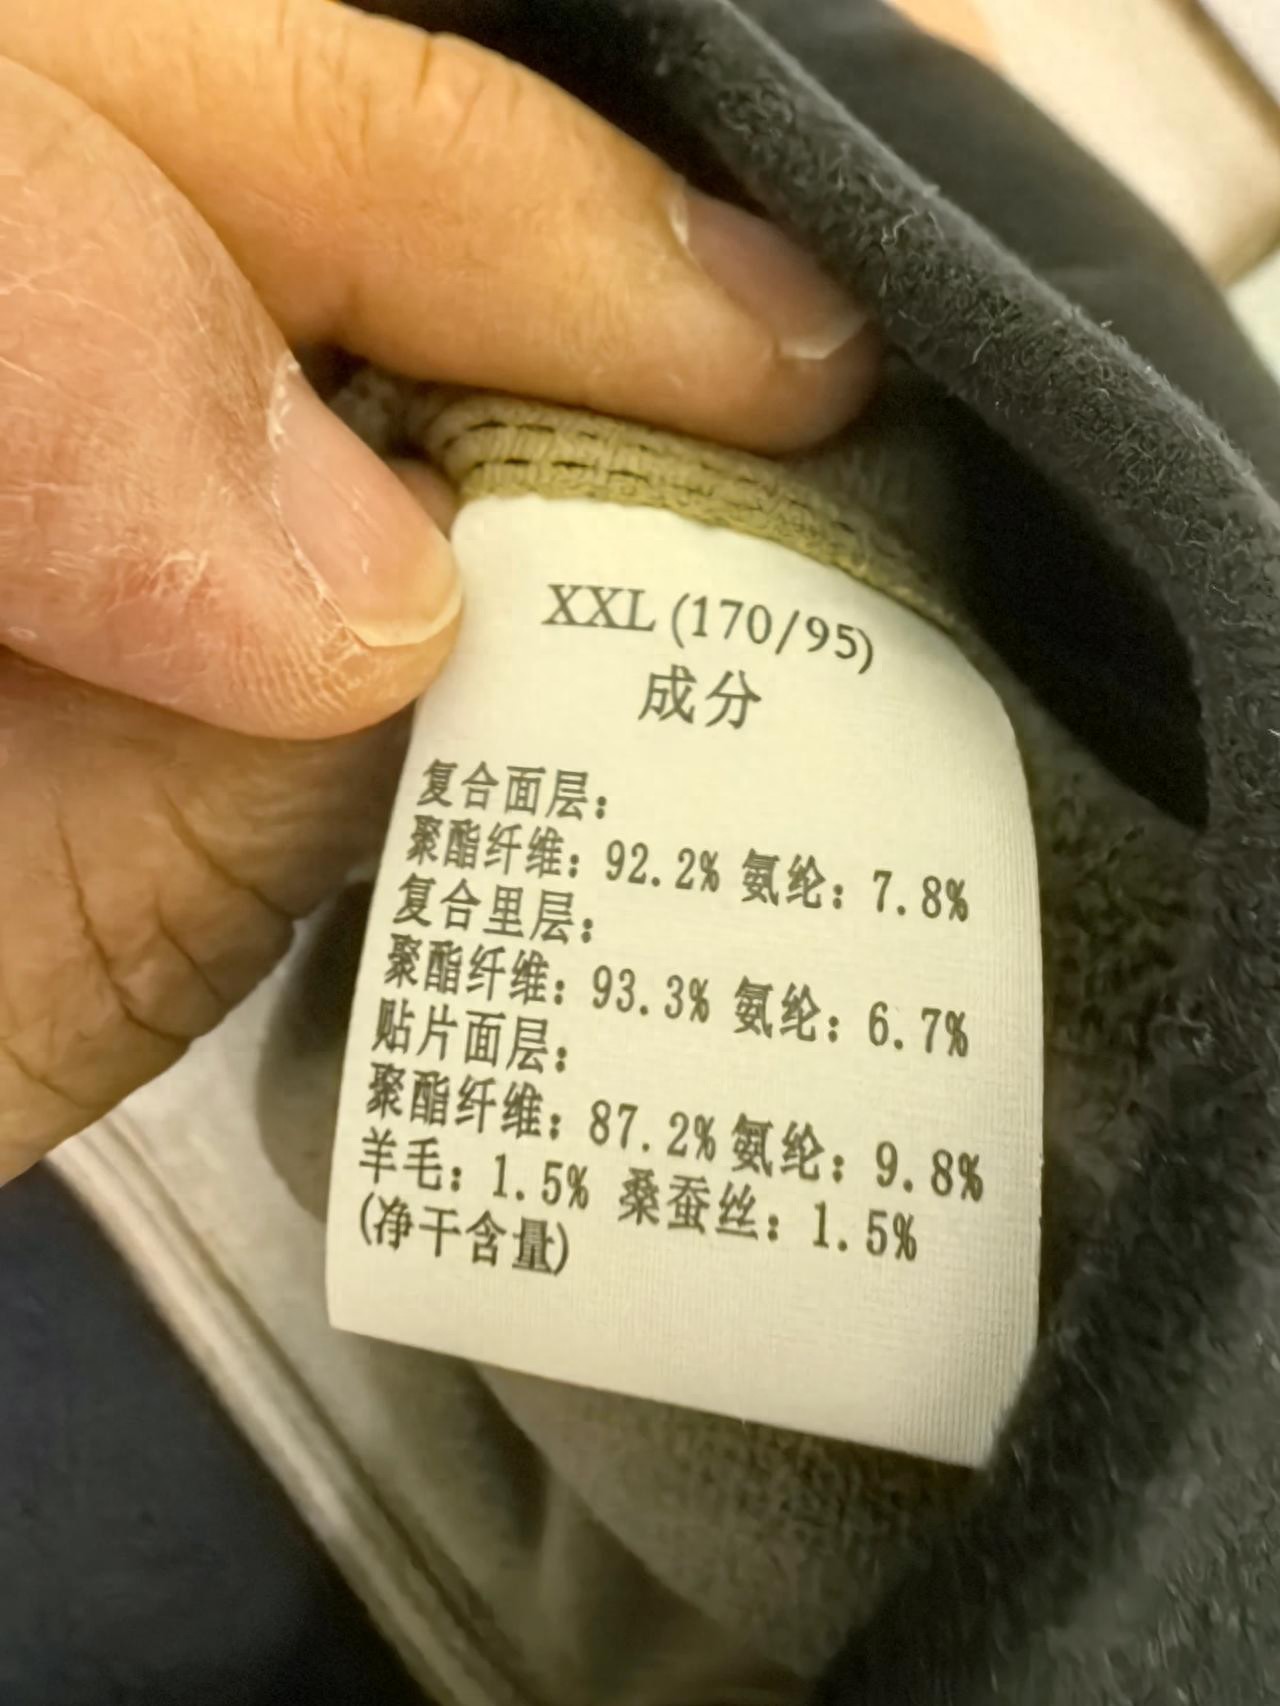 XXL (170/95)
成分
复合面层：
聚酯纤维：92.2% 氨纶：7.8%
复合里层：
聚酯纤维：93.3% 氨纶：6.7%
贴片面层：
聚酯纤维：87.2% 氨纶：9.8%
羊毛：1.5% 桑蚕丝：1.5%
(净干含量)